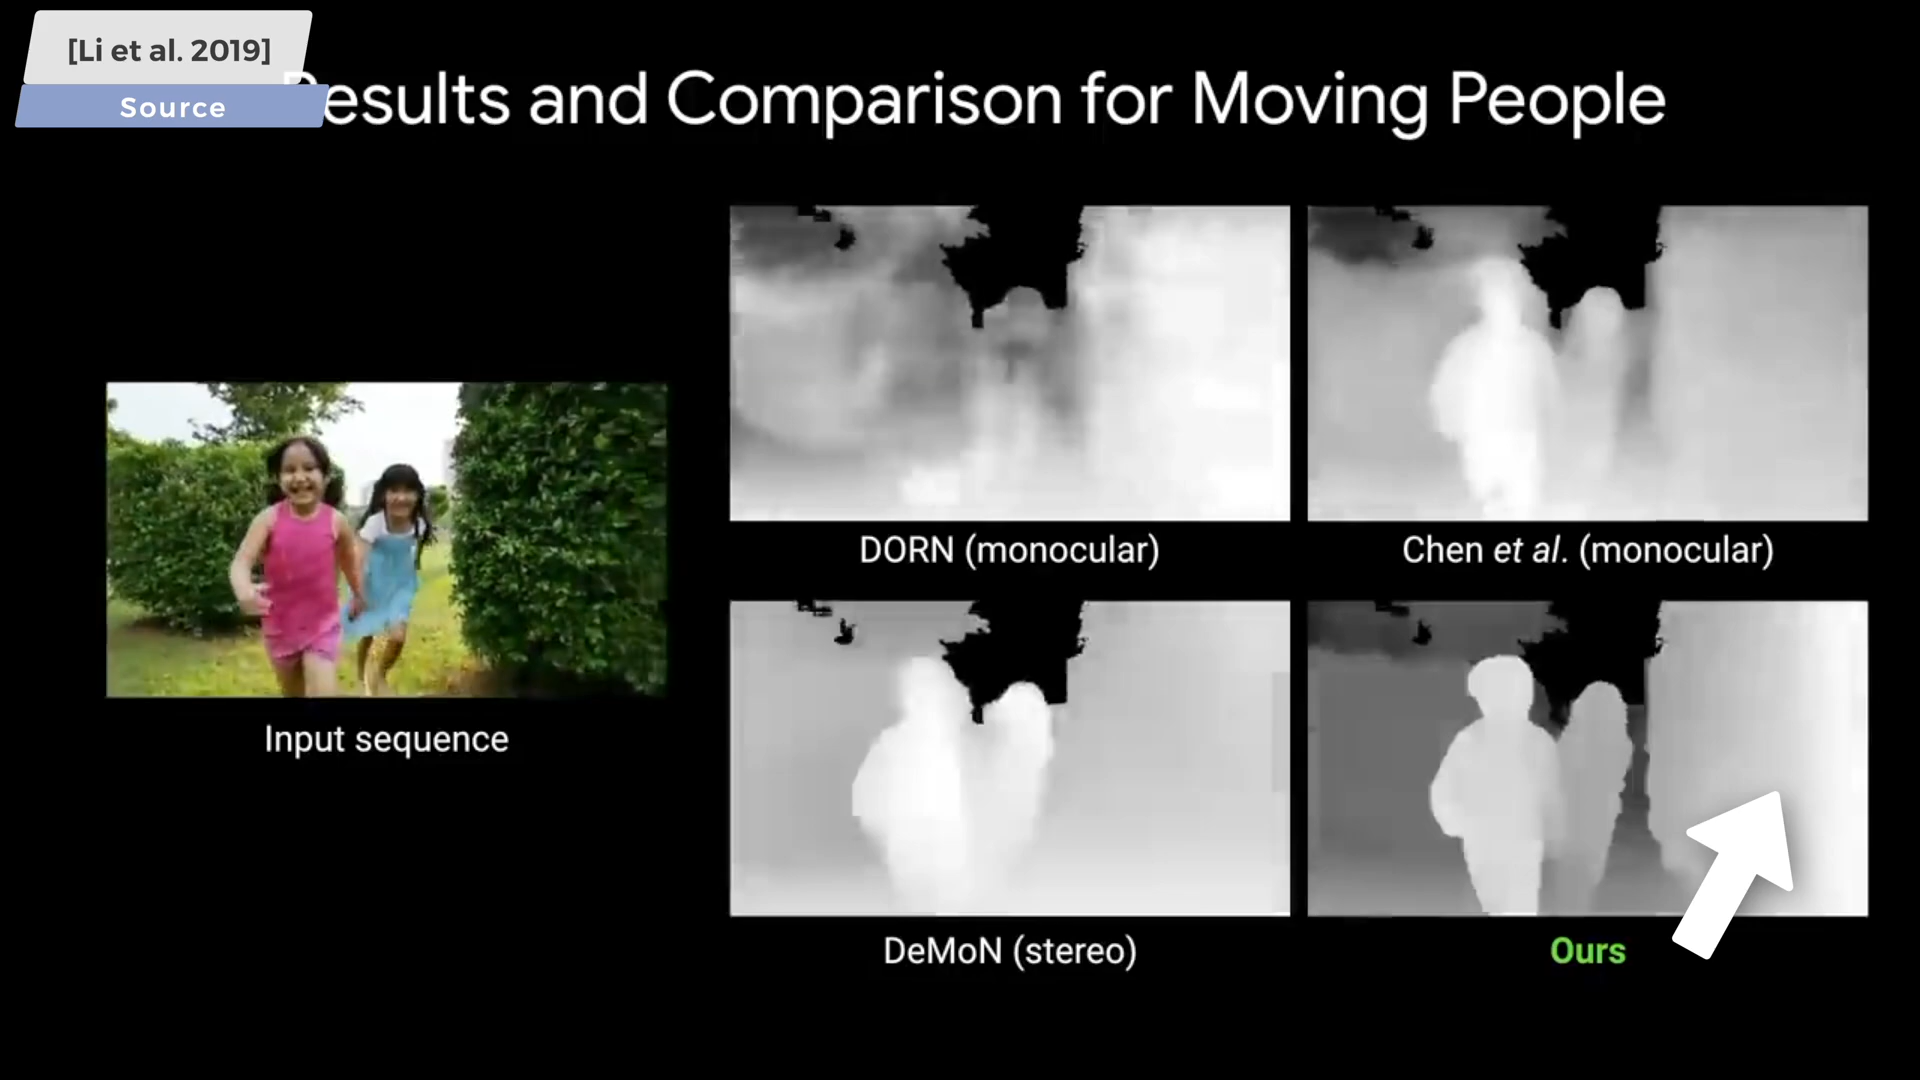 [Li et al. 2019]
Source
Results and Comparison for Moving People
DORN (monocular)
Chen et al. (monocular)
Input sequence
DeMoN (stereo)
Ours